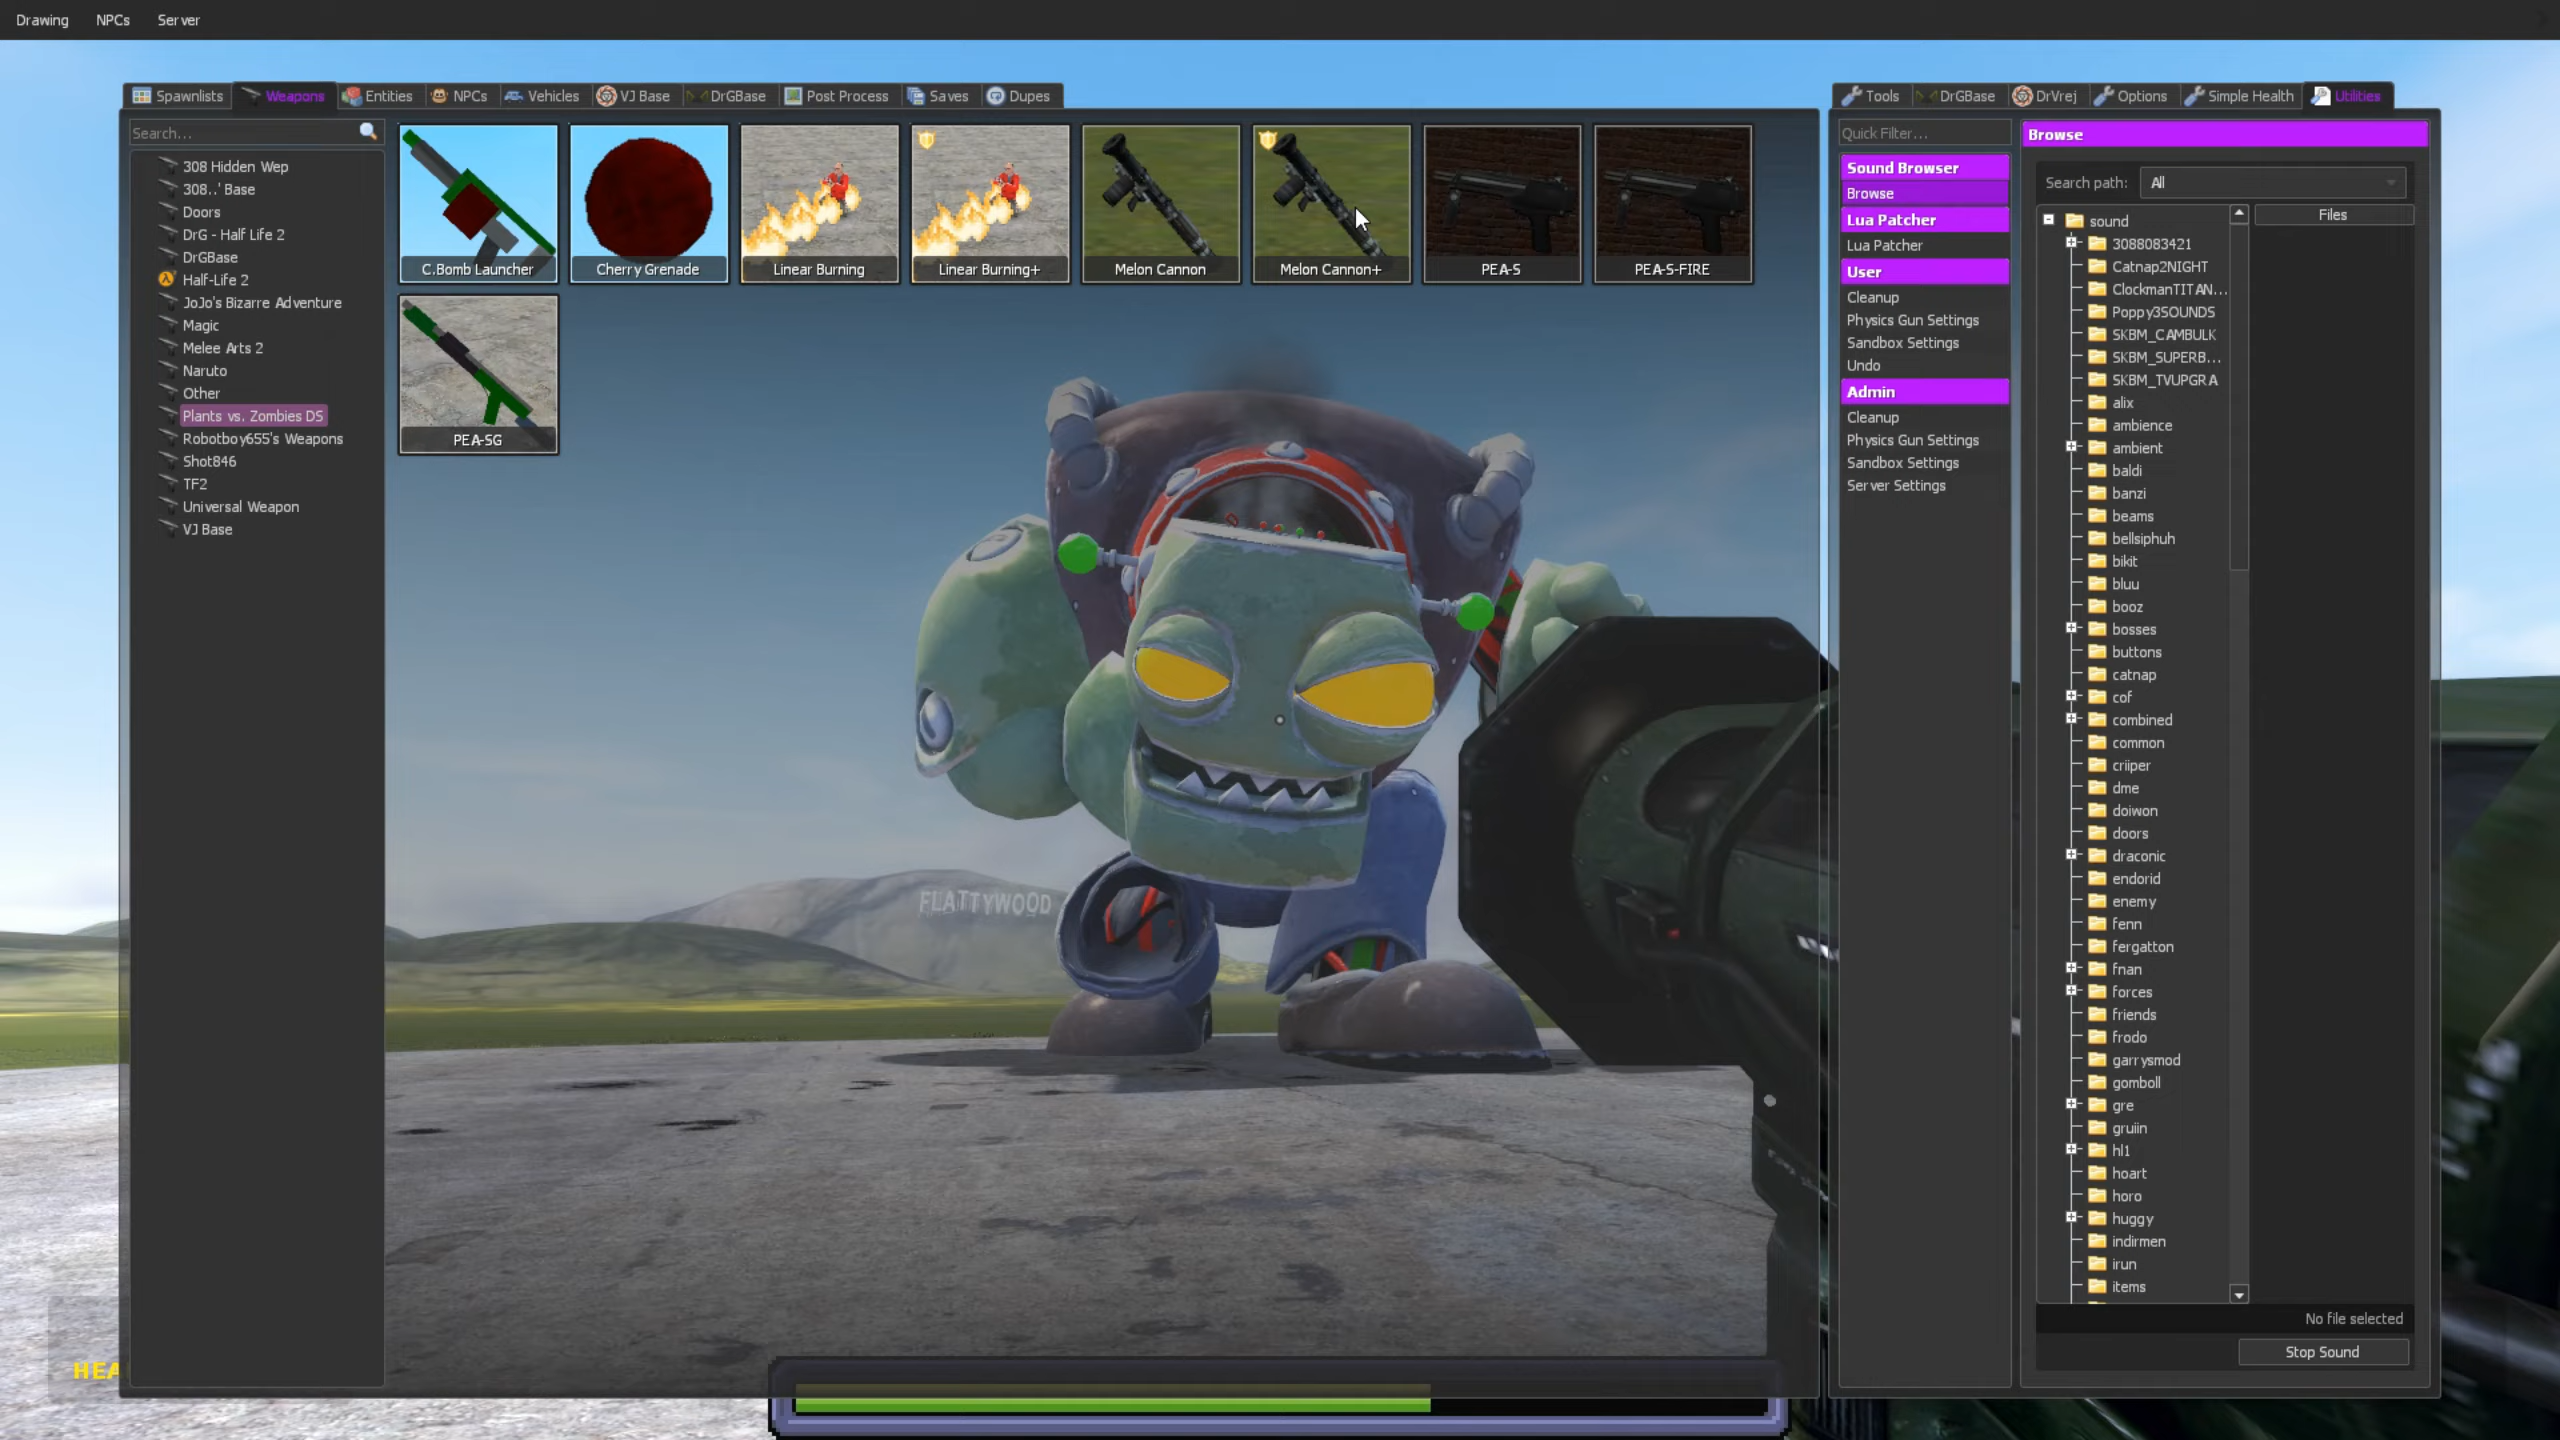 Drawing NPCs Server
Spawnlists Weapons Entities NPCs Vehicles VJ Base DrGBase Post Process Saves Dupes
Search...
308 Hidden Wep
308..' Base
Doors
DrG - Half Life 2
DrGBase
Half-Life 2
JoJo's Bizarre Adventure
Magic
Melee Arts 2
Naruto
Other
Plants vs. Zombies DS
Robotboy655's Weapons
Shot846
TF2
Universal Weapon
VJ Base
C.Bomb Launcher
Cherry Grenade
Linear Burning
Linear Burning+
Melon Cannon
Melon Cannon+
PEA-S
PEA-S-FIRE
PEA-SG
FLATTYWOOD
HEA
Tools DrGBase DrVrej Options Simple Health Utilities
Quick Filter...
Sound Browser
Browse
Lua Patcher
Lua Patcher
User
Cleanup
Physics Gun Settings
Sandbox Settings
Undo
Admin
Cleanup
Physics Gun Settings
Sandbox Settings
Server Settings
Browse
Search path: All
Files
sound
3088083421
Catnap2NIGHT
ClockmanTITAN...
Poppy3SOUNDS
SKBM_CAMBULK
SKBM_SUPERB...
SKBM_TVUPGRA
alix
ambience
ambient
baldi
banzi
beams
bellsiphuh
bikit
bluu
booz
bosses
buttons
catnap
cof
combined
common
criiper
dme
doiwon
doors
draconic
endorid
enemy
fenn
fergatton
fnan
forces
friends
frodo
garrysmod
gomboll
gre
gruiin
hl1
hoart
horo
huggy
indirmen
irun
items
No file selected
Stop Sound